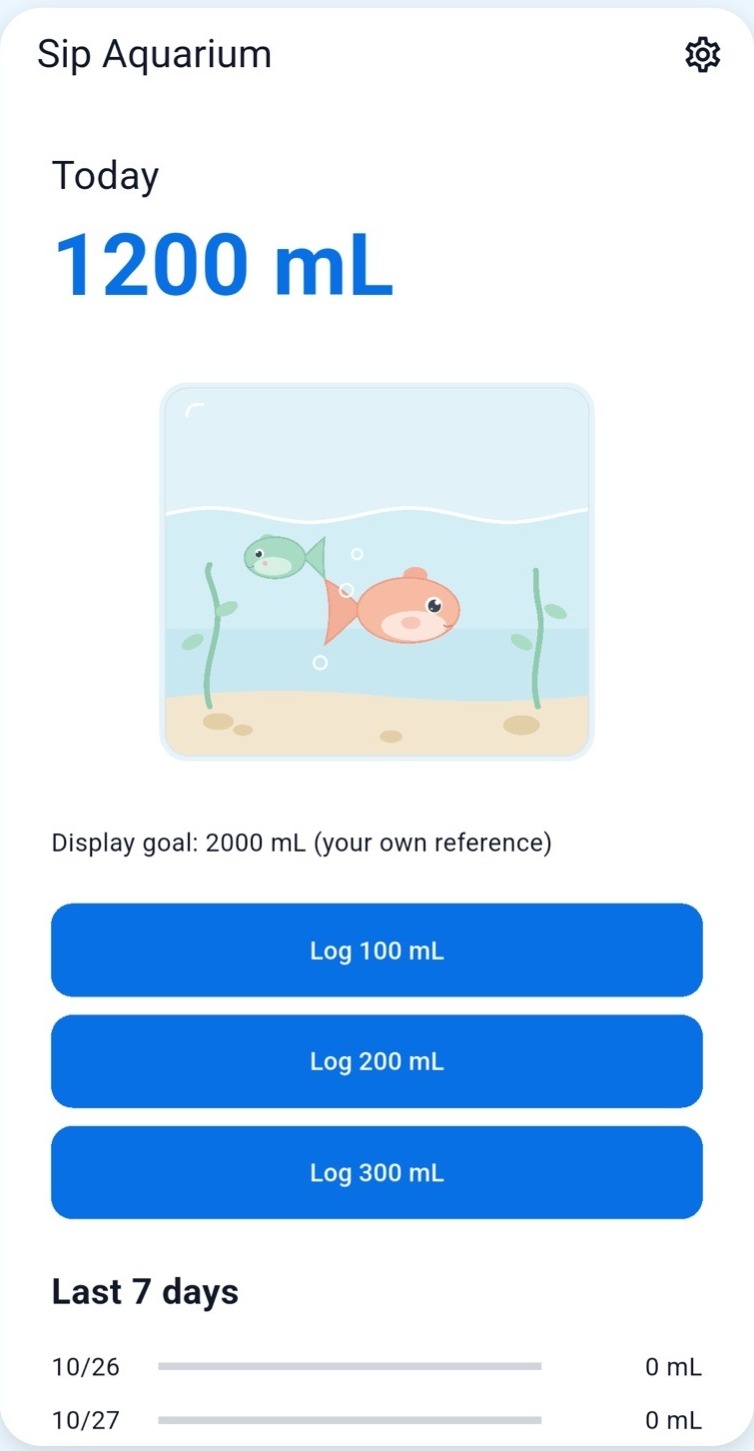 Sip Aquarium
Today
1200 mL
Display goal: 2000 mL (your own reference)
Log 100 mL
Log 200 mL
Log 300 mL
Last 7 days
10/26 0 mL
10/27 0 mL